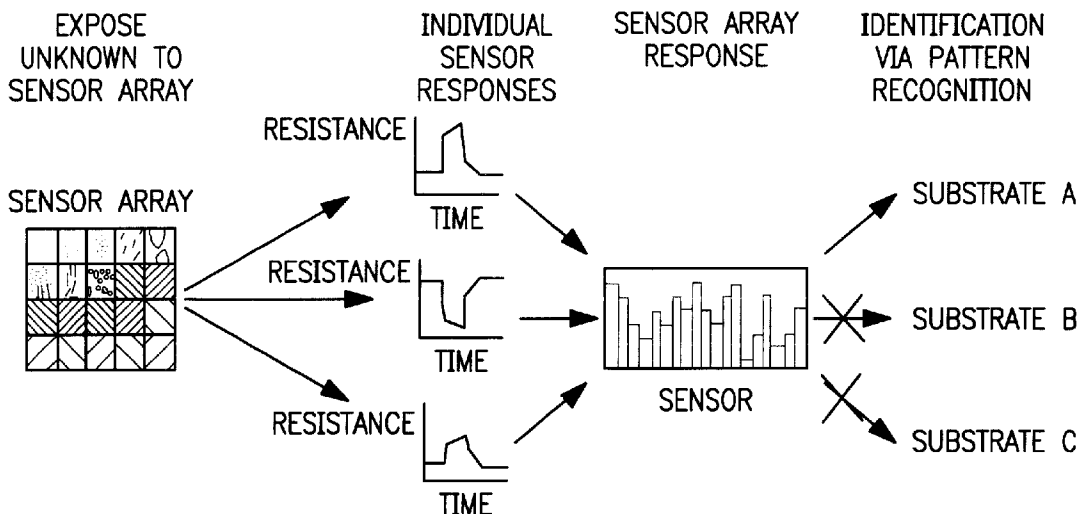 EXPOSE
UNKNOWN TO
SENSOR ARRAY
INDIVIDUAL
SENSOR
RESPONSES
SENSOR ARRAY
RESPONSE
IDENTIFICATION
VIA PATTERN
RECOGNITION
SENSOR ARRAY
RESISTANCE
TIME
RESISTANCE
TIME
RESISTANCE
TIME
SENSOR
SUBSTRATE A
SUBSTRATE B
SUBSTRATE C